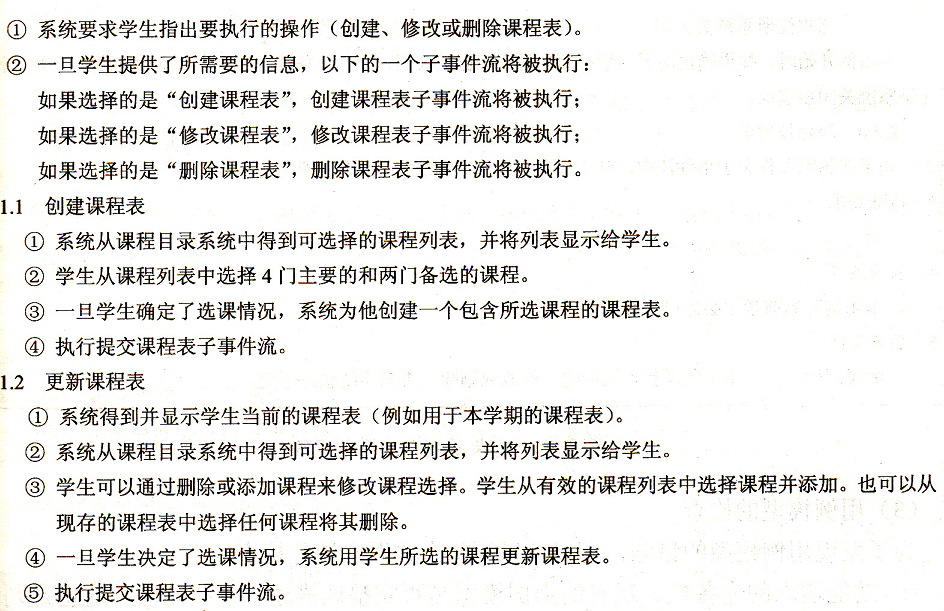 ① 系统要求学生指出要执行的操作（创建、修改或删除课程表）。
② 一旦学生提供了所需要的信息，以下的一个子事件流将被执行：
如果选择的是“创建课程表”，创建课程表子事件流将被执行；
如果选择的是“修改课程表”，修改课程表子事件流将被执行；
如果选择的是“删除课程表”，删除课程表子事件流将被执行。
1.1 创建课程表
① 系统从课程目录系统中得到可选择的课程列表，并将列表显示给学生。
② 学生从课程列表中选择 4 门主要的和两门备选的课程。
③ 一旦学生确定了选课情况，系统为他创建一个包含所选课程的课程表。
④ 执行提交课程表子事件流。
1.2 更新课程表
① 系统得到并显示学生当前的课程表（例如用于本学期的课程表）。
② 系统从课程目录系统中得到可选择的课程列表，并将列表显示给学生。
③ 学生可以通过删除或添加课程来修改课程选择。学生从有效的课程列表中选择课程并添加。也可以从
现存的课程表中选择任何课程将其删除。
④ 一旦学生决定了选课情况，系统用学生所选的课程更新课程表。
⑤ 执行提交课程表子事件流。